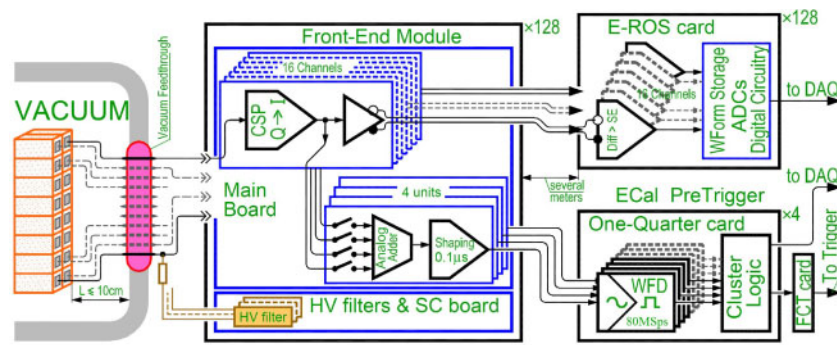 VACUUM
Vacuum Feedthrough
L ⩽ 10cm
Front-End Module
×128
16 Channels
CSP
Q → I
Main
Board
4 units
Analog
Adder
Shaping
0.1µs
HV filters & SC board
HV filter
several
meters
E-ROS card
×128
16 Channels
Diff > SE
WForm Storage
ADCs
Digital Circuitry
to DAQ
ECal PreTrigger
One-Quarter card
×4
WFD
80MSps
Cluster
Logic
to DAQ
FCT card
To Trigger